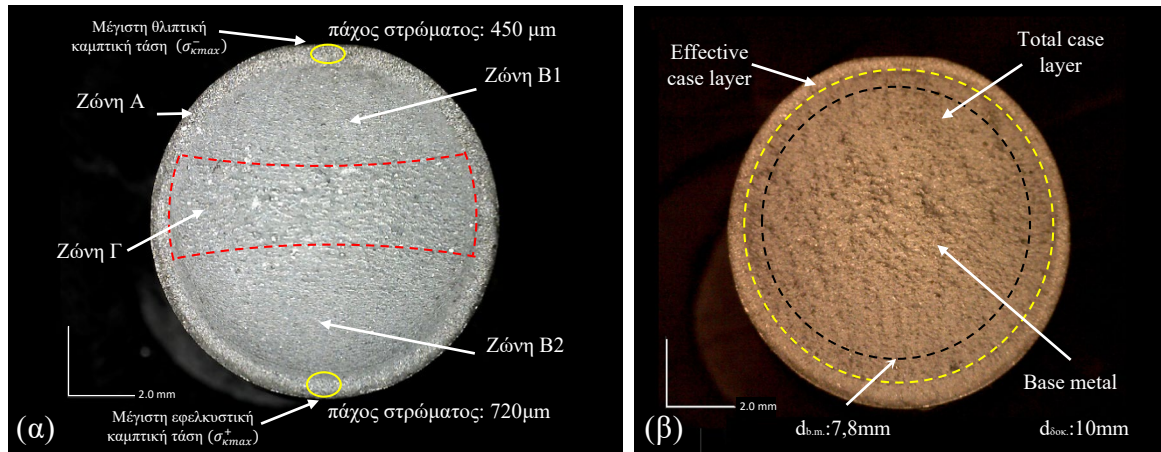 Μέγιστη θλιπτική
καμπτική τάση (σ⁻κmax)
πάχος στρώματος: 450 μm
Ζώνη Β1
Ζώνη Α
Ζώνη Γ
Ζώνη Β2
2.0 mm
Μέγιστη εφελκυστική
καμπτική τάση (σ⁺κmax)
πάχος στρώματος: 720μm
(α)
Effective
case layer
Total case
layer
Base metal
2.0 mm
(β)
db.m.:7,8mm
dδοκ.:10mm